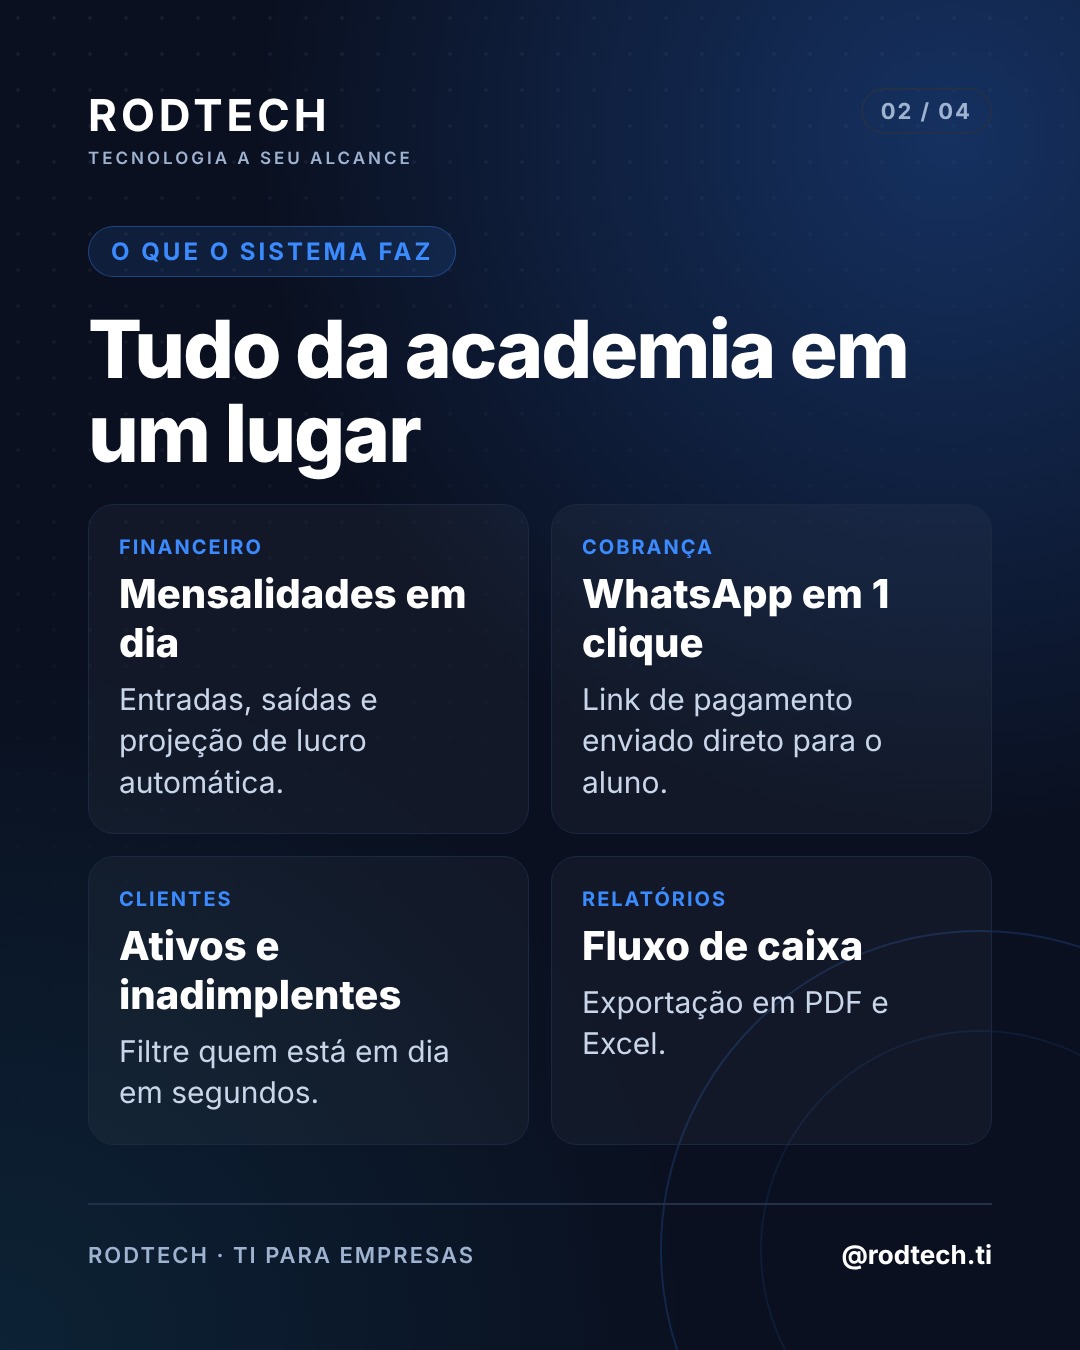 RODTECH
TECNOLOGIA A SEU ALCANCE
02 / 04
O QUE O SISTEMA FAZ
Tudo da academia em
um lugar
FINANCEIRO
Mensalidades em
dia
Entradas, saídas e
projeção de lucro
automática.
COBRANÇA
WhatsApp em 1
clique
Link de pagamento
enviado direto para o
aluno.
CLIENTES
Ativos e
inadimplentes
Filtre quem está em dia
em segundos.
RELATÓRIOS
Fluxo de caixa
Exportação em PDF e
Excel.
RODTECH · TI PARA EMPRESAS
@rodtech.ti